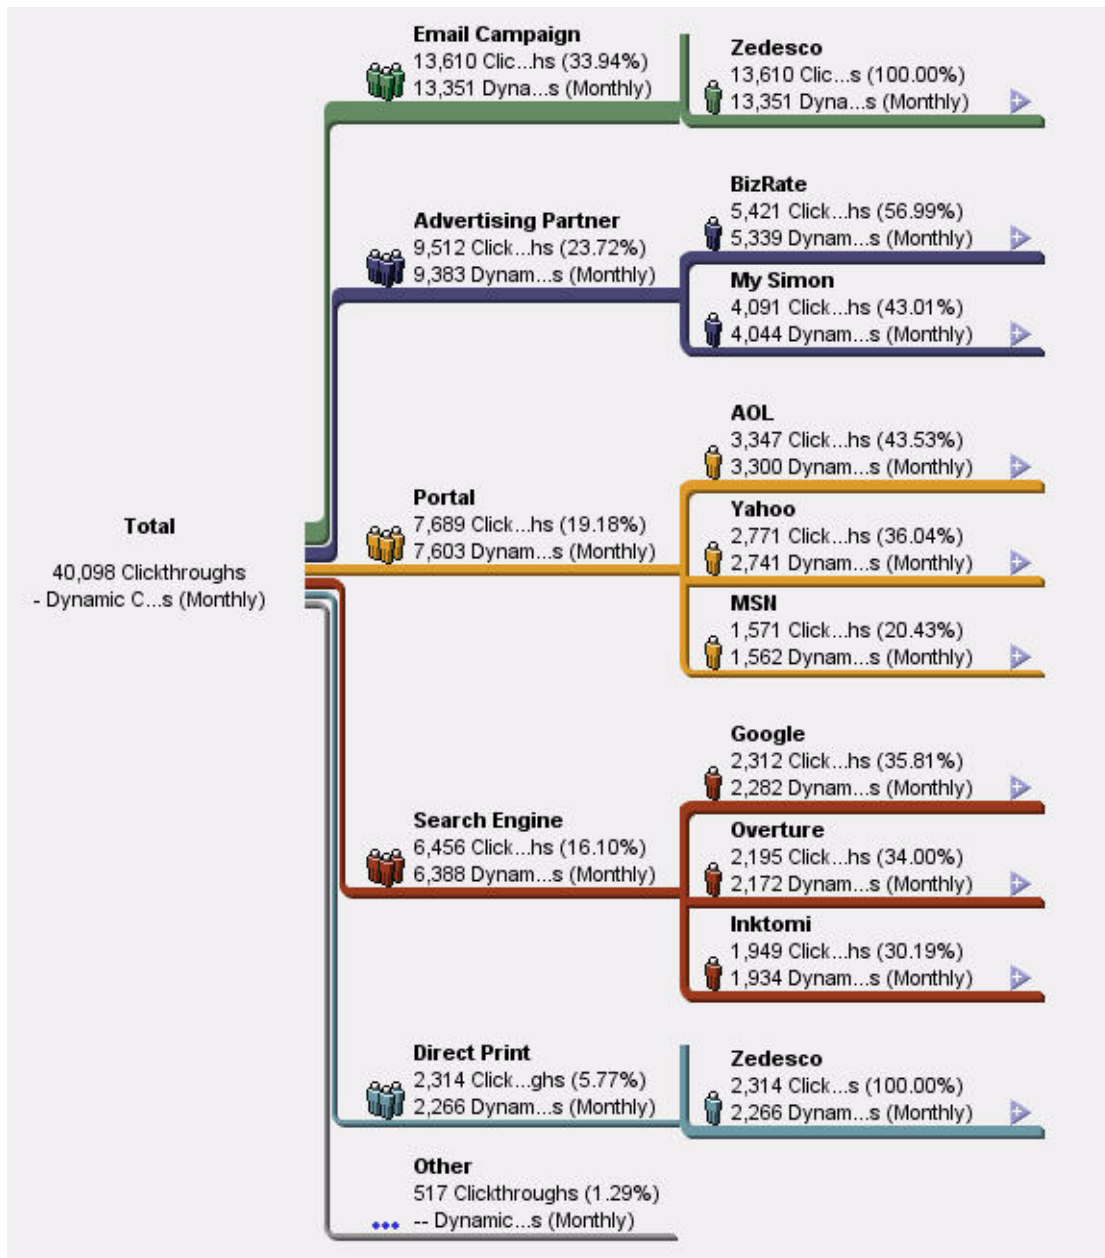 Email Campaign
13,610 Clic...hs (33.94%)
13,351 Dyna...s (Monthly)
Zedesco
13,610 Clic...s (100.00%)
13,351 Dyna...s (Monthly)
Advertising Partner
9,512 Click...hs (23.72%)
9,383 Dynam...s (Monthly)
BizRate
5,421 Click...hs (56.99%)
5,339 Dynam...s (Monthly)
My Simon
4,091 Click...hs (43.01%)
4,044 Dynam...s (Monthly)
Total
40,098 Clickthroughs
- Dynamic C...s (Monthly)
Portal
7,689 Click...hs (19.18%)
7,603 Dynam...s (Monthly)
AOL
3,347 Click...hs (43.53%)
3,300 Dynam...s (Monthly)
Yahoo
2,771 Click...hs (36.04%)
2,741 Dynam...s (Monthly)
MSN
1,571 Click...hs (20.43%)
1,562 Dynam...s (Monthly)
Search Engine
6,456 Click...hs (16.10%)
6,388 Dynam...s (Monthly)
Google
2,312 Click...hs (35.81%)
2,282 Dynam...s (Monthly)
Overture
2,195 Click...hs (34.00%)
2,172 Dynam...s (Monthly)
Inktomi
1,949 Click...hs (30.19%)
1,934 Dynam...s (Monthly)
Direct Print
2,314 Click...ghs (5.77%)
2,266 Dynam...s (Monthly)
Zedesco
2,314 Click...s (100.00%)
2,266 Dynam...s (Monthly)
Other
517 Clickthroughs (1.29%)
-- Dynamic...s (Monthly)